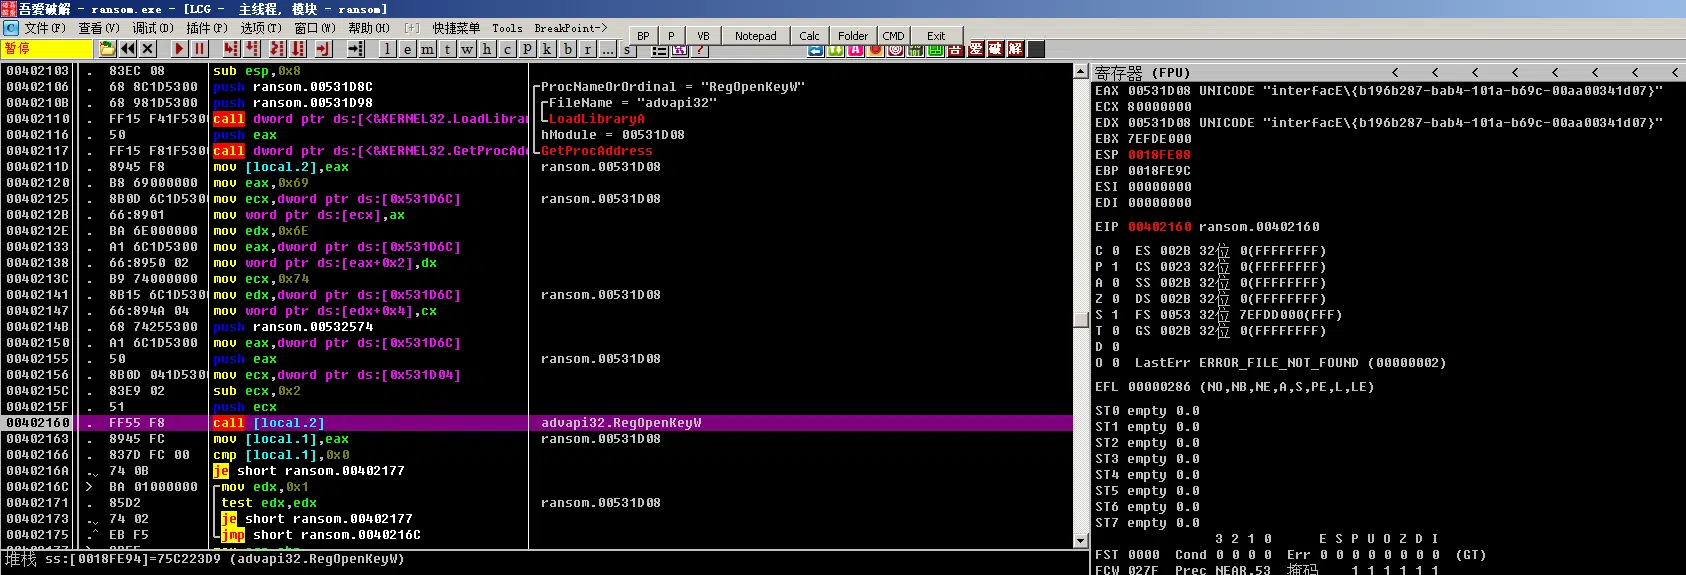 吾爱破解 - ransom.exe - [LCG - 主线程, 模块 - ransom]
C 文件(F) 查看(V) 调试(D) 插件(P) 选项(T) 窗口(W) 帮助(H) [+] 快捷菜单 Tools BreakPoint->
BP P VB Notepad Calc Folder CMD Exit
暂停 l e m t w h c P k b r ... s ? 吾 爱 破 解
00402103 . 83EC 08 sub esp,0x8
00402106 . 68 8C1D5300 push ransom.00531D8C ProcNameOrOrdinal = "RegOpenKeyW"
0040210B . 68 981D5300 push ransom.00531D98 FileName = "advapi32"
00402110 . FF15 F41F530 call dword ptr ds:[<&KERNEL32.LoadLibrar LoadLibraryA
00402116 . 50 push eax hModule = 00531D08
00402117 . FF15 F81F530 call dword ptr ds:[<&KERNEL32.GetProcAdd GetProcAddress
0040211D . 8945 F8 mov [local.2],eax ransom.00531D08
00402120 . B8 69000000 mov eax,0x69
00402125 . 8B0D 6C1D530 mov ecx,dword ptr ds:[0x531D6C] ransom.00531D08
0040212B . 66:8901 mov word ptr ds:[ecx],ax
0040212E . BA 6E000000 mov edx,0x6E
00402133 . A1 6C1D5300 mov eax,dword ptr ds:[0x531D6C]
00402138 . 66:8950 02 mov word ptr ds:[eax+0x2],dx
0040213C . B9 74000000 mov ecx,0x74
00402141 . 8B15 6C1D530 mov edx,dword ptr ds:[0x531D6C] ransom.00531D08
00402147 . 66:894A 04 mov word ptr ds:[edx+0x4],cx
0040214B . 68 74255300 push ransom.00532574
00402150 . A1 6C1D5300 mov eax,dword ptr ds:[0x531D6C]
00402155 . 50 push eax ransom.00531D08
00402156 . 8B0D 041D530 mov ecx,dword ptr ds:[0x531D04]
0040215C . 83E9 02 sub ecx,0x2
0040215F . 51 push ecx
00402160 . FF55 F8 call [local.2] advapi32.RegOpenKeyW
00402163 . 8945 FC mov [local.1],eax ransom.00531D08
00402166 . 837D FC 00 cmp [local.1],0x0
0040216A . 74 0B je short ransom.00402177
0040216C > BA 01000000 mov edx,0x1
00402171 . 85D2 test edx,edx ransom.00531D08
00402173 . 74 02 je short ransom.00402177
00402175 .^ EB F5 jmp short ransom.0040216C
堆栈 ss:[0018FE94]=75C223D9 (advapi32.RegOpenKeyW)
寄存器 (FPU) < < < < < < < <
EAX 00531D08 UNICODE "interfacE\{b196b287-bab4-101a-b69c-00aa00341d07}"
ECX 80000000
EDX 00531D08 UNICODE "interfacE\{b196b287-bab4-101a-b69c-00aa00341d07}"
EBX 7EFDE000
ESP 0018FE88
EBP 0018FE9C
ESI 00000000
EDI 00000000
EIP 00402160 ransom.00402160
C 0 ES 002B 32位 0(FFFFFFFF)
P 1 CS 0023 32位 0(FFFFFFFF)
A 0 SS 002B 32位 0(FFFFFFFF)
Z 0 DS 002B 32位 0(FFFFFFFF)
S 1 FS 0053 32位 7EFDD000(FFF)
T 0 GS 002B 32位 0(FFFFFFFF)
D 0
O 0 LastErr ERROR_FILE_NOT_FOUND (00000002)
EFL 00000286 (NO,NB,NE,A,S,PE,L,LE)
ST0 empty 0.0
ST1 empty 0.0
ST2 empty 0.0
ST3 empty 0.0
ST4 empty 0.0
ST5 empty 0.0
ST6 empty 0.0
ST7 empty 0.0
3 2 1 0 E S P U O Z D I
FST 0000 Cond 0 0 0 0 Err 0 0 0 0 0 0 0 0 (GT)
FCW 027F Prec NEAR,53 掩码 1 1 1 1 1 1